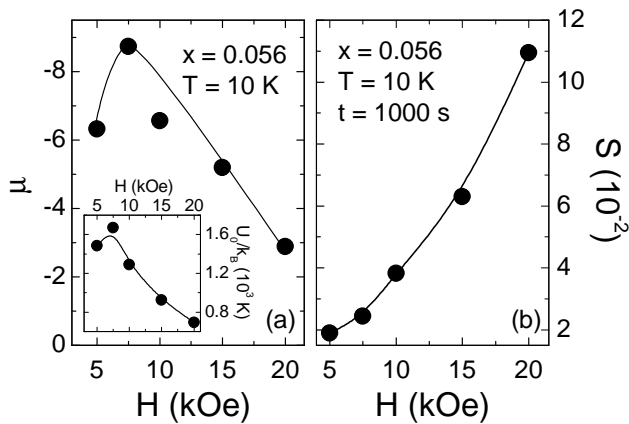 x = 0.056
T = 10 K
-8
-6
-4
-2
0
μ
H (kOe)
5 10 15 20
1.6
1.2
0.8
U0/kB (10^3 K)
(a)
5 10 15 20
H (kOe)
x = 0.056
T = 10 K
t = 1000 s
12
10
8
6
4
2
S (10^-2)
(b)
5 10 15 20
H (kOe)